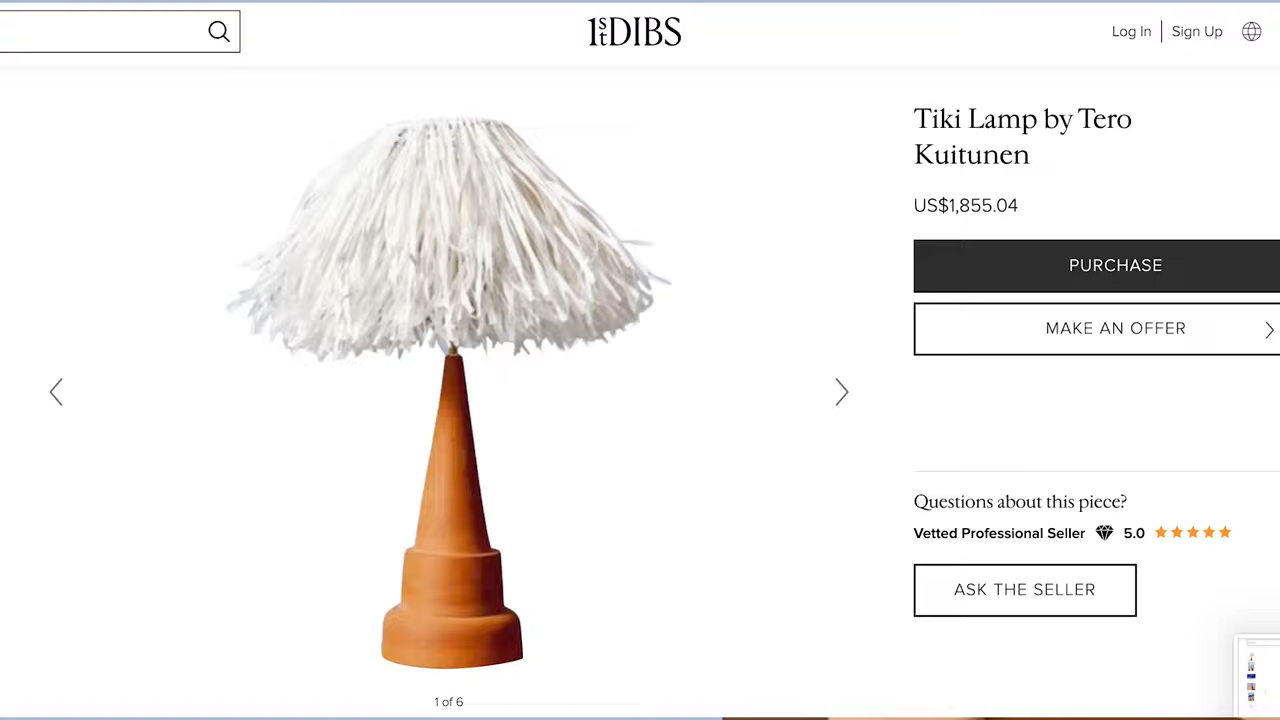 1stDIBS
Log In
Sign Up
Tiki Lamp by Tero
Kuitunen
US$1,855.04
PURCHASE
MAKE AN OFFER
Questions about this piece?
Vetted Professional Seller
5.0
ASK THE SELLER
1 of 6